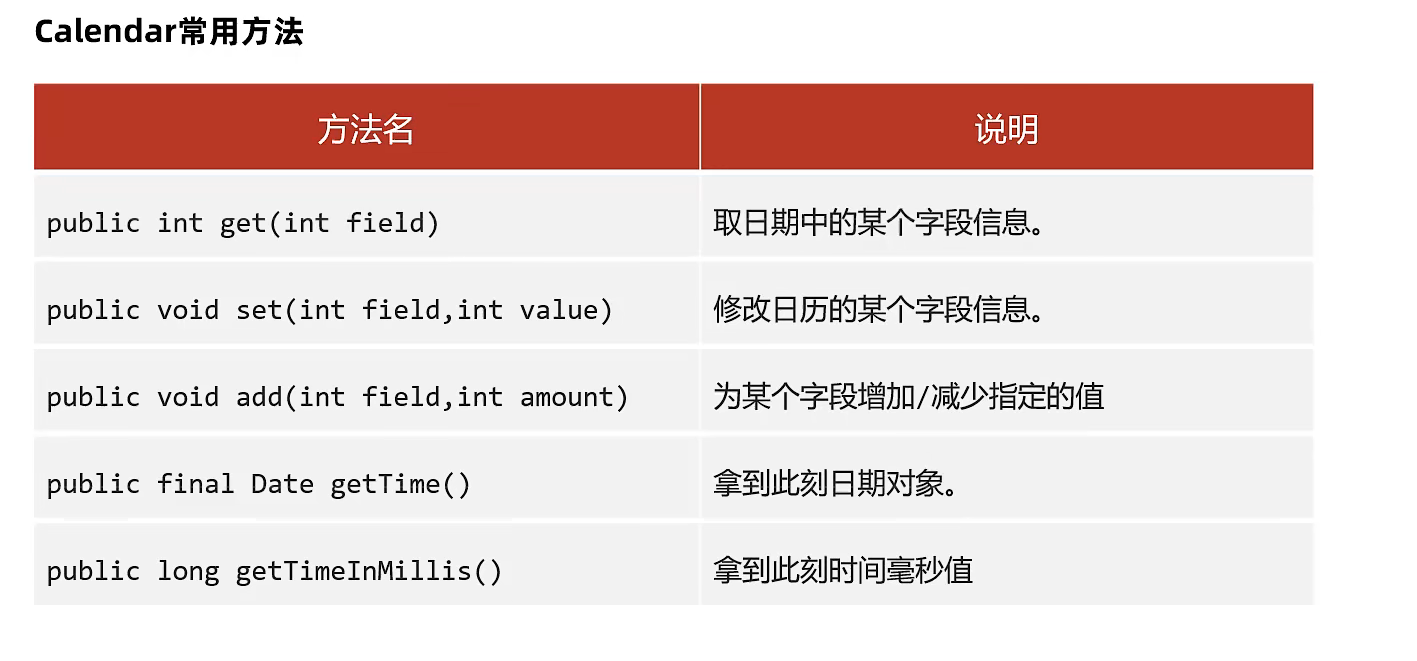 Calendar常用方法
方法名 说明
public int get(int field) 取日期中的某个字段信息。
public void set(int field,int value) 修改日历的某个字段信息。
public void add(int field,int amount) 为某个字段增加/减少指定的值
public final Date getTime() 拿到此刻日期对象。
public long getTimeInMillis() 拿到此刻时间毫秒值